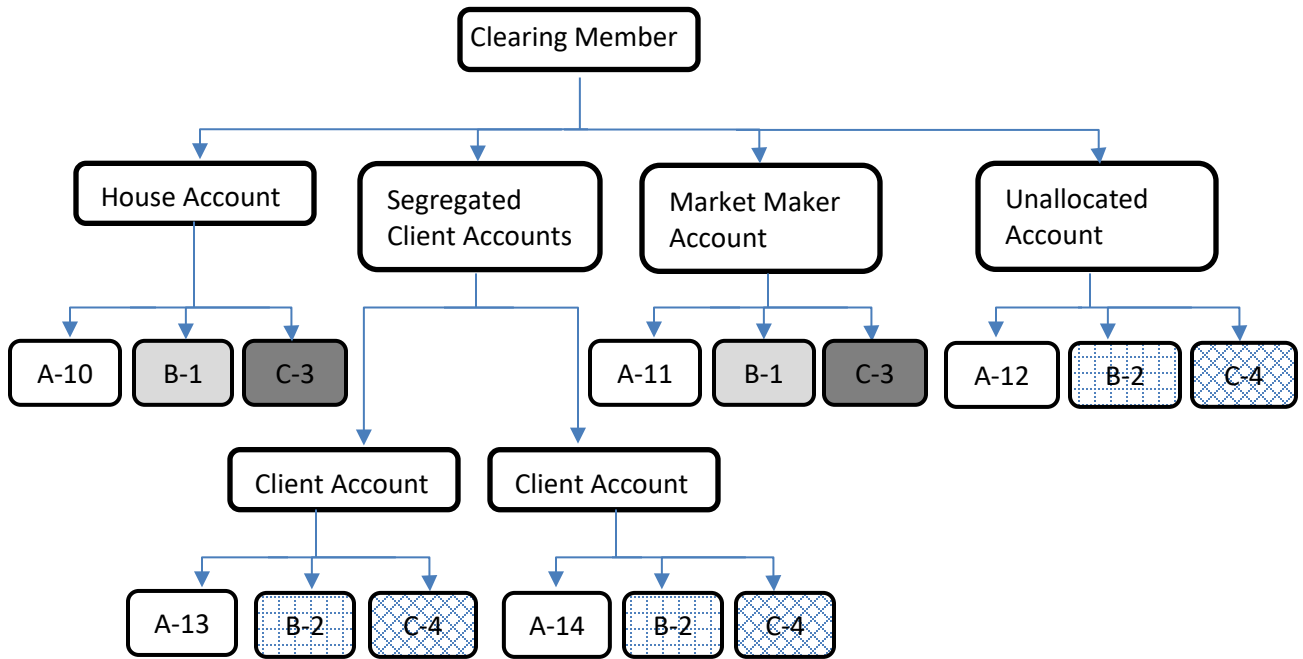 Clearing Member
House Account
Segregated
Client Accounts
Market Maker
Account
Unallocated
Account
A-10
B-1
C-3
A-11
B-1
C-3
A-12
B-2
C-4
Client Account
Client Account
A-13
B-2
C-4
A-14
B-2
C-4